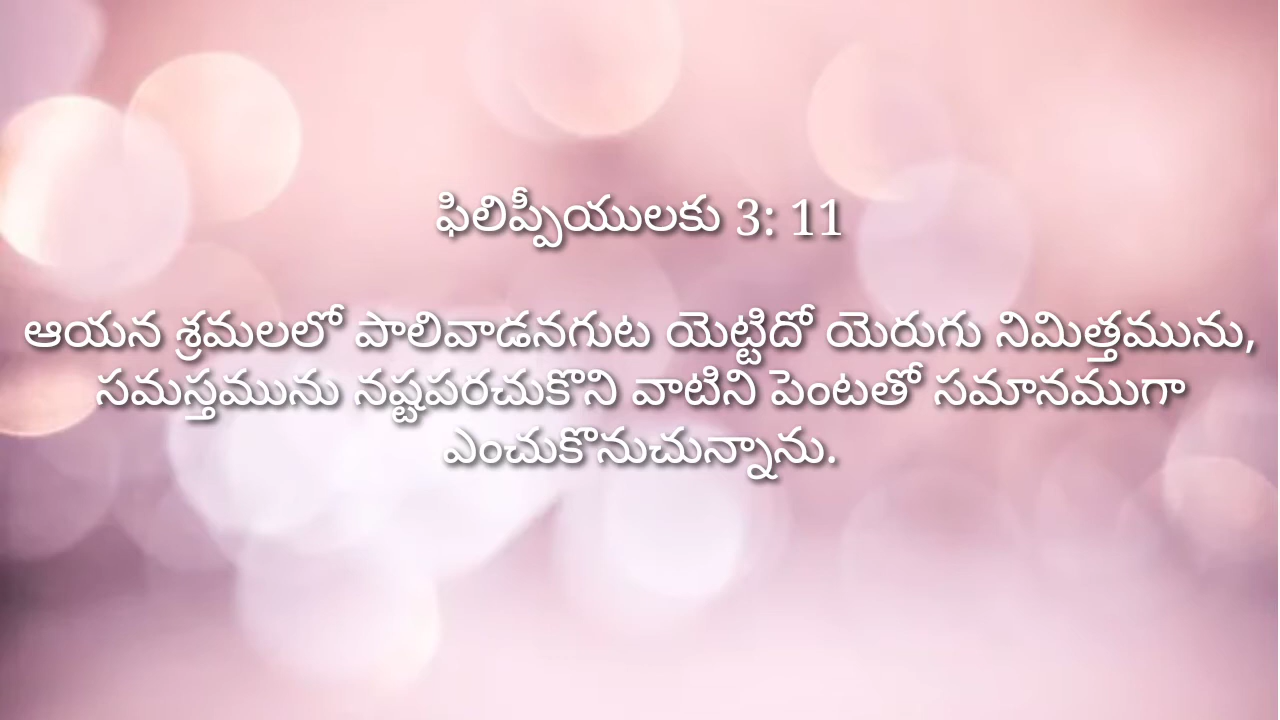 ఫిలిప్పీయులకు 3: 11
ఆయన శ్రమలలో పాలివాడనగుట యెట్టిదో యెరుగు నిమిత్తమును,
సమస్తమును నష్టపరచుకొని వాటిని పెంటతో సమానముగా
ఎంచుకొనుచున్నాను.